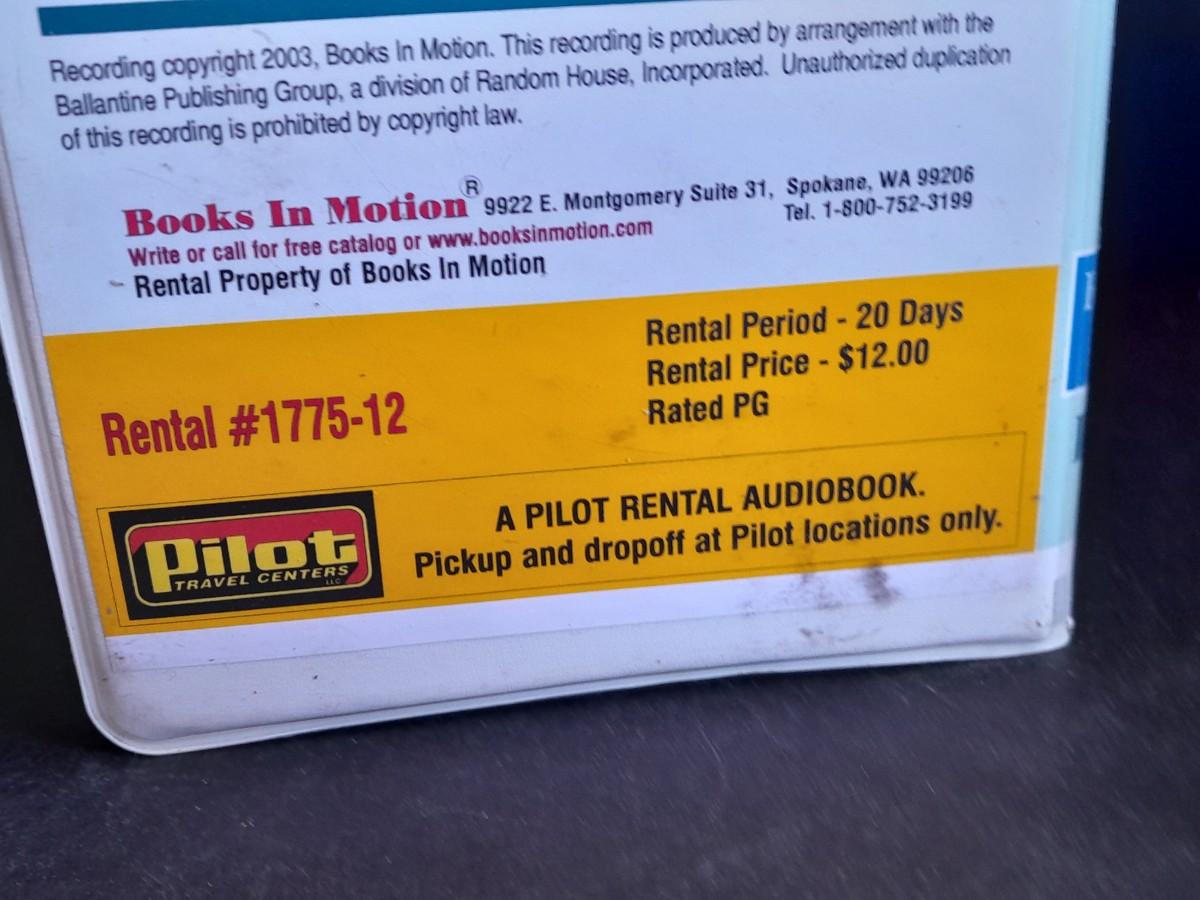 Recording copyright 2003, Books In Motion. This recording is produced by arrangement with the
Ballantine Publishing Group, a division of Random House, Incorporated. Unauthorized duplication
of this recording is prohibited by copyright law.
Books In Motion® 9922 E. Montgomery Suite 31, Spokane, WA 99206
Tel. 1-800-752-3199
Write or call for free catalog or www.booksinmotion.com
Rental Property of Books In Motion
Rental Period - 20 Days
Rental Price - $12.00
Rated PG
Rental #1775-12
Pilot
TRAVEL CENTERS
LLC
A PILOT RENTAL AUDIOBOOK.
Pickup and dropoff at Pilot locations only.